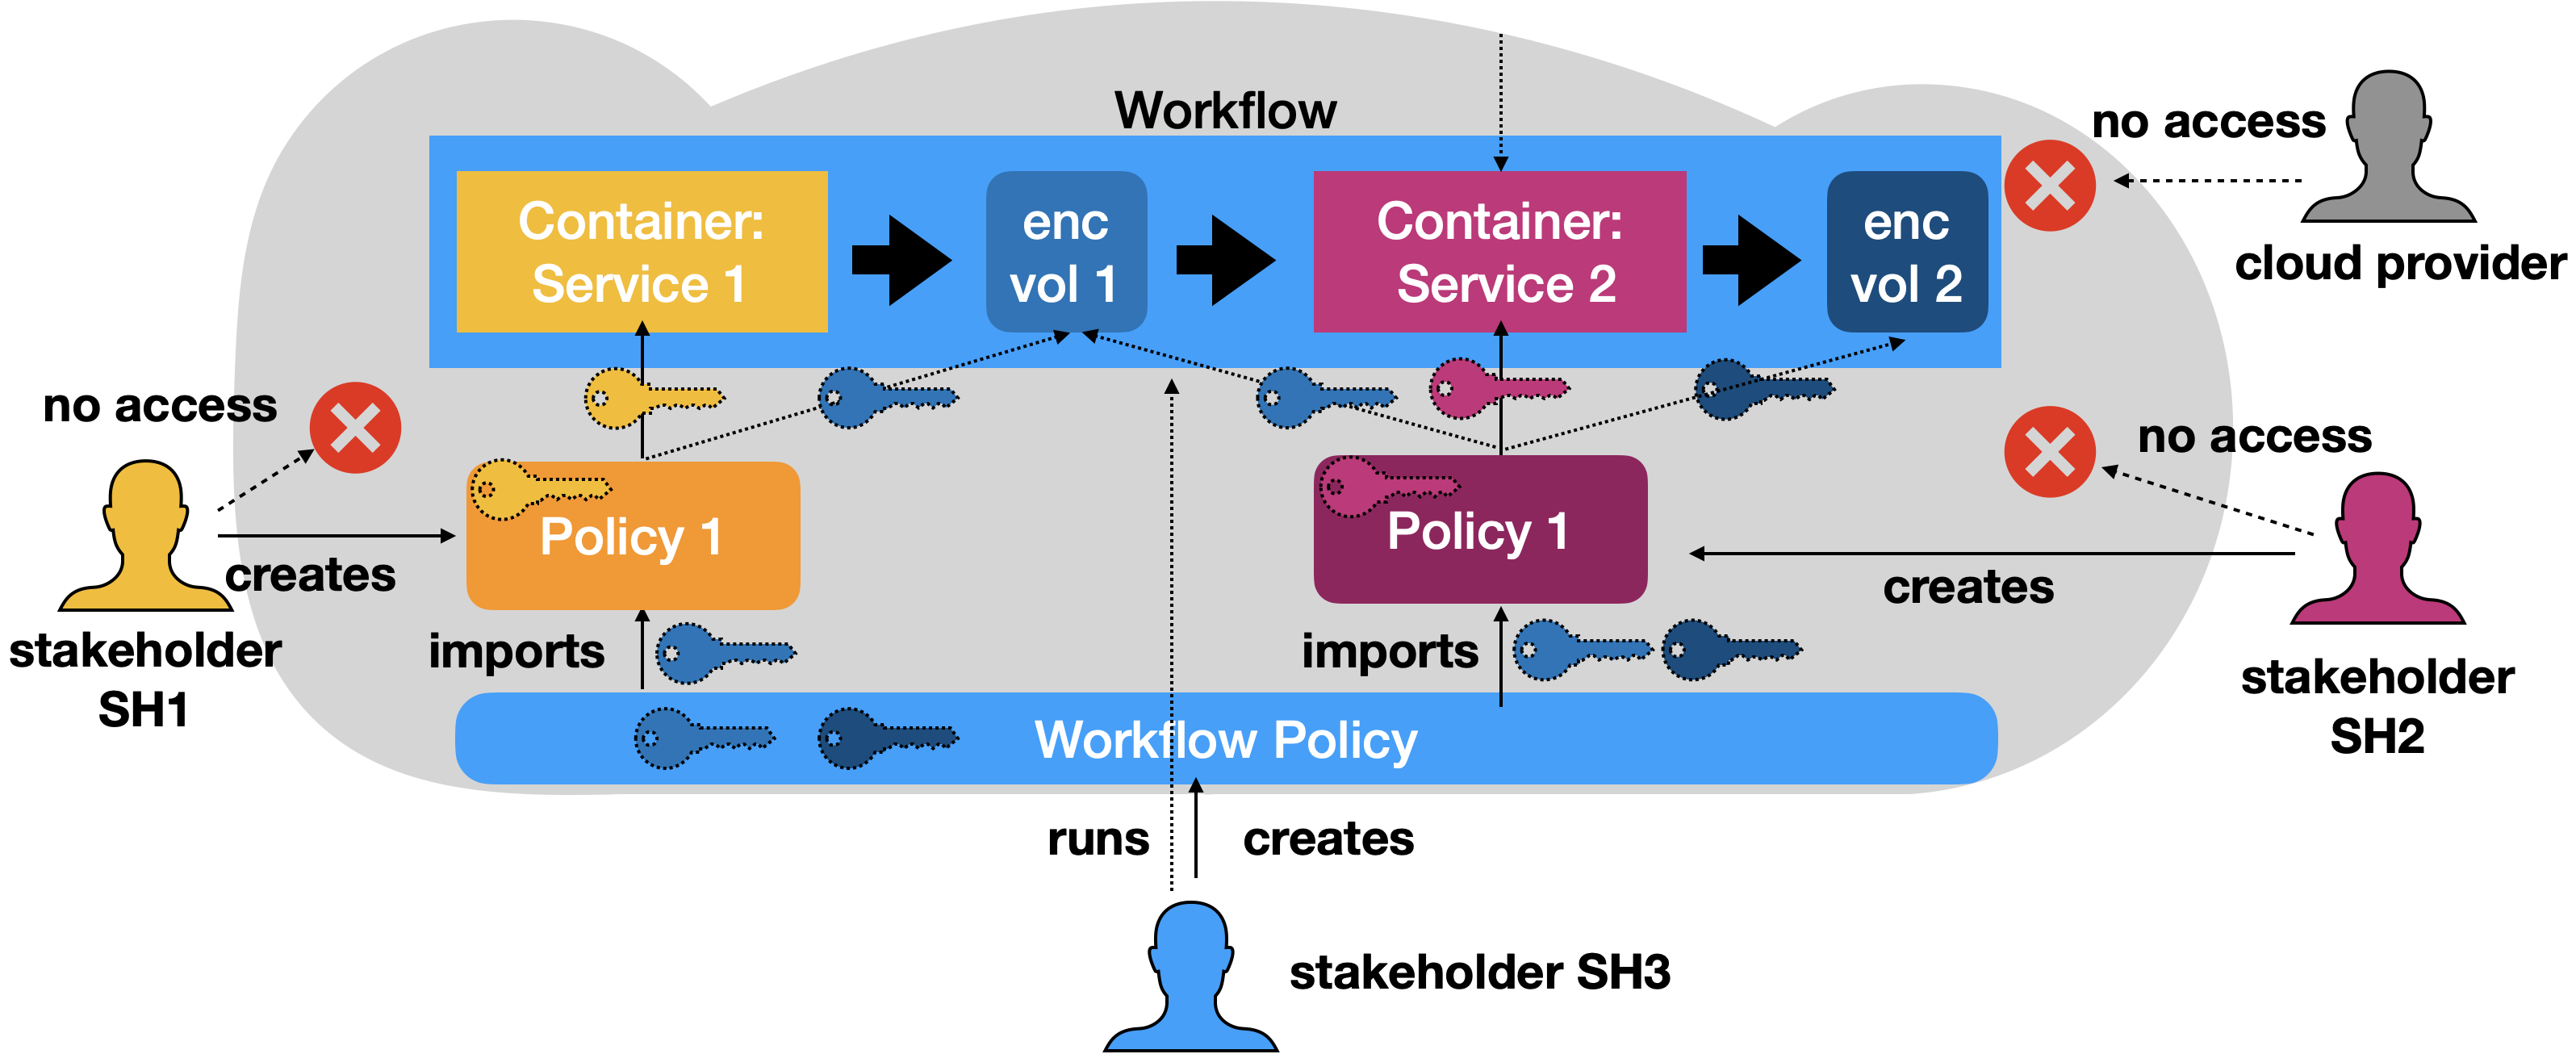 Workflow
no access
cloud provider
Container:
Service 1
enc
vol 1
Container:
Service 2
enc
vol 2
no access
no access
stakeholder
SH1
creates
Policy 1
Policy 1
creates
stakeholder
SH2
imports
imports
Workflow Policy
runs
creates
stakeholder SH3